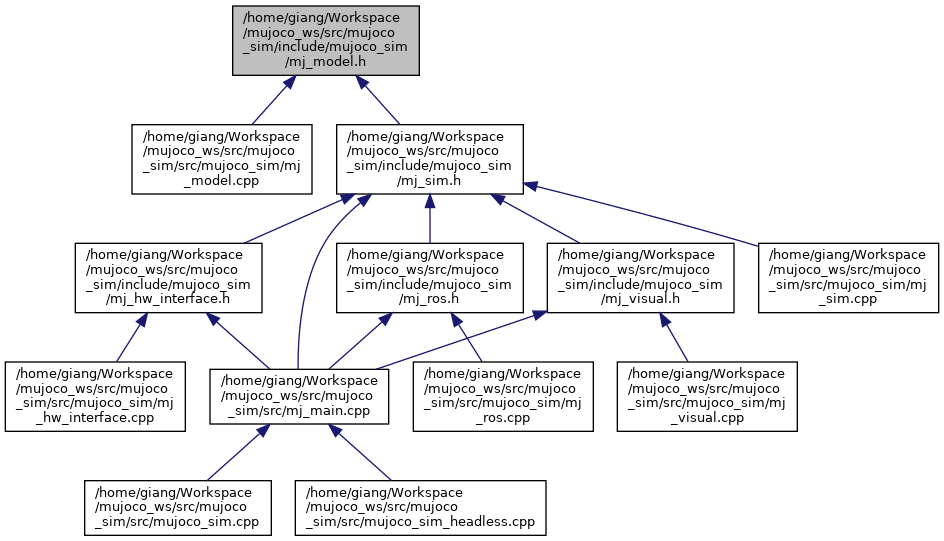 /home/giang/Workspace
/mujoco_ws/src/mujoco
_sim/include/mujoco_sim
/mj_model.h
/home/giang/Workspace
/mujoco_ws/src/mujoco
_sim/src/mujoco_sim/mj
_model.cpp
/home/giang/Workspace
/mujoco_ws/src/mujoco
_sim/include/mujoco_sim
/mj_sim.h
/home/giang/Workspace
/mujoco_ws/src/mujoco
_sim/include/mujoco_sim
/mj_hw_interface.h
/home/giang/Workspace
/mujoco_ws/src/mujoco
_sim/include/mujoco_sim
/mj_ros.h
/home/giang/Workspace
/mujoco_ws/src/mujoco
_sim/include/mujoco_sim
/mj_visual.h
/home/giang/Workspace
/mujoco_ws/src/mujoco
_sim/src/mujoco_sim/mj
_sim.cpp
/home/giang/Workspace
/mujoco_ws/src/mujoco
_sim/src/mujoco_sim/mj
_hw_interface.cpp
/home/giang/Workspace
/mujoco_ws/src/mujoco
_sim/src/mj_main.cpp
/home/giang/Workspace
/mujoco_ws/src/mujoco
_sim/src/mujoco_sim/mj
_ros.cpp
/home/giang/Workspace
/mujoco_ws/src/mujoco
_sim/src/mujoco_sim/mj
_visual.cpp
/home/giang/Workspace
/mujoco_ws/src/mujoco
_sim/src/mujoco_sim.cpp
/home/giang/Workspace
/mujoco_ws/src/mujoco
_sim/src/mujoco_sim_headless.cpp